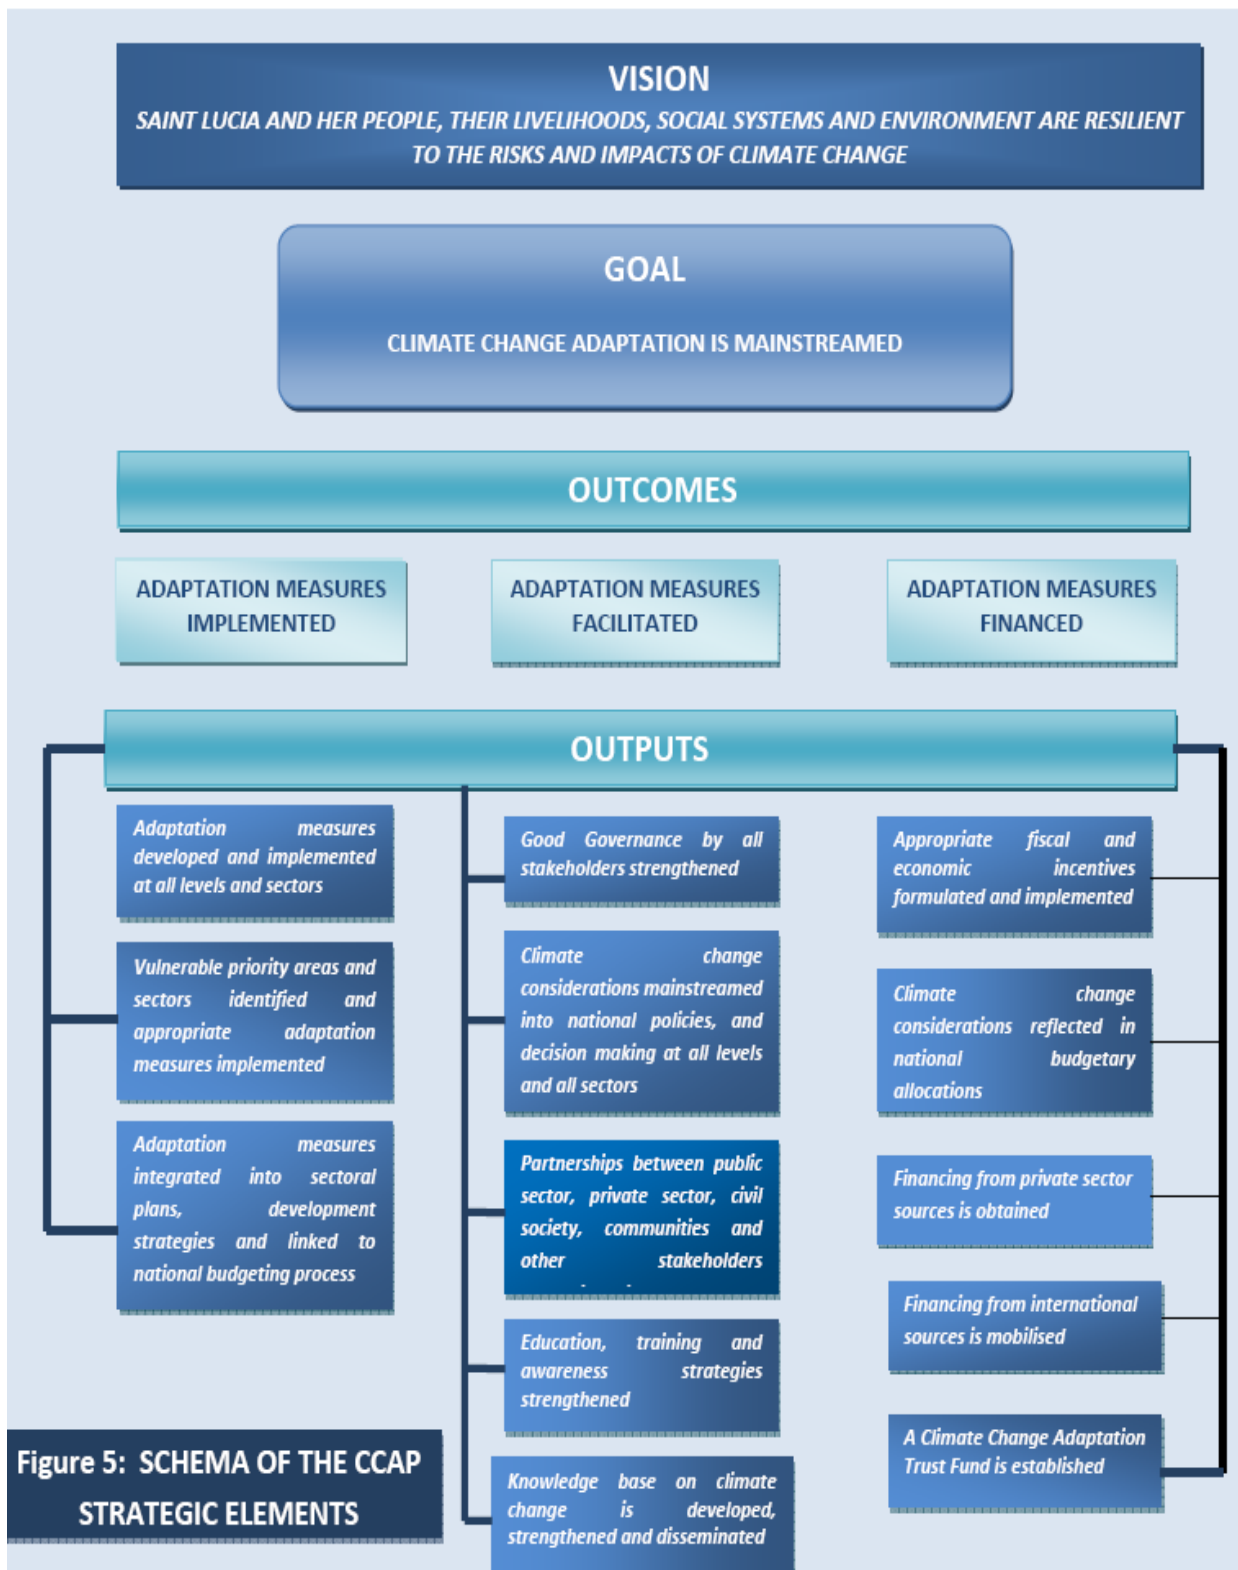 VISION
SAINT LUCIA AND HER PEOPLE, THEIR LIVELIHOODS, SOCIAL SYSTEMS AND ENVIRONMENT ARE RESILIENT
TO THE RISKS AND IMPACTS OF CLIMATE CHANGE
GOAL
CLIMATE CHANGE ADAPTATION IS MAINSTREAMED
OUTCOMES
ADAPTATION MEASURES
IMPLEMENTED
ADAPTATION MEASURES
FACILITATED
ADAPTATION MEASURES
FINANCED
OUTPUTS
Adaptation measures
developed and implemented
at all levels and sectors
Vulnerable priority areas and
sectors identified and
appropriate adaptation
measures implemented
Adaptation measures
integrated into sectoral
plans, development
strategies and linked to
national budgeting process
Good Governance by all
stakeholders strengthened
Climate change
considerations mainstreamed
into national policies, and
decision making at all levels
and all sectors
Partnerships between public
sector, private sector, civil
society, communities and
other stakeholders
Education, training and
awareness strategies
strengthened
Knowledge base on climate
change is developed,
strengthened and disseminated
Appropriate fiscal and
economic incentives
formulated and implemented
Climate change
considerations reflected in
national budgetary
allocations
Financing from private sector
sources is obtained
Financing from international
sources is mobilised
A Climate Change Adaptation
Trust Fund is established
Figure 5: SCHEMA OF THE CCAP
STRATEGIC ELEMENTS